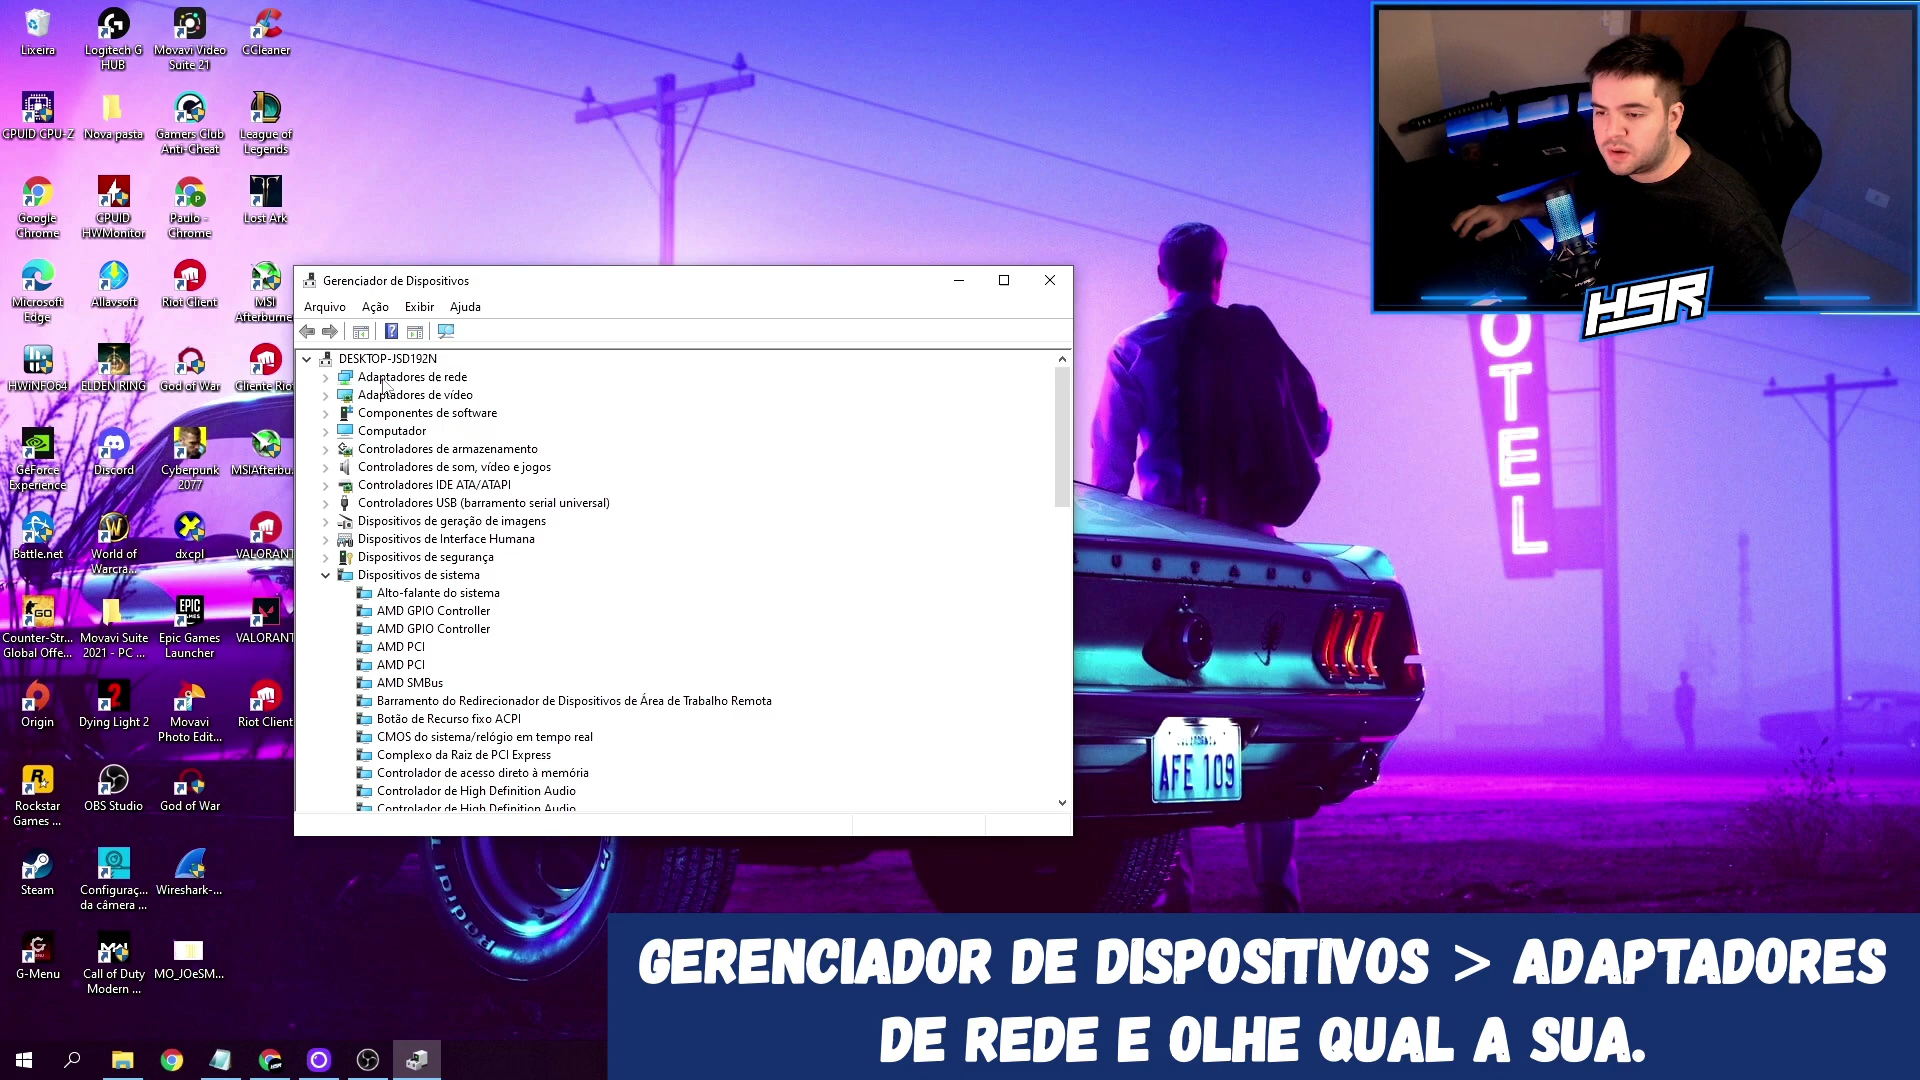 Lixeira
Logitech G
HUB
Movavi Video
Suite 21
CCleaner
CPUID CPU-Z
Nova pasta
Gamers Club
Anti-Cheat
League of
Legends
Google
Chrome
CPUID
HWMonitor
Paulo -
Chrome
Lost Ark
Microsoft
Edge
Allavsoft
Riot Client
MSI
Afterburner
HWiNFO64
ELDEN RING
God of War
Cliente Riot
GeForce
Experience
Discord
Cyberpunk
2077
MSIAfterbu...
Battle.net
World of
Warcra...
dxcpl
VALORANT
Counter-Str...
Global Offe...
Movavi Suite
2021 - PC ...
Epic Games
Launcher
VALORANT
Origin
Dying Light 2
Movavi
Photo Edit...
Riot Client
Rockstar
Games ...
OBS Studio
God of War
Steam
Configuraç...
da câmera ...
Wireshark-...
G-Menu
Call of Duty
Modern ...
MO_JOeSM...
Gerenciador de Dispositivos
Arquivo
Ação
Exibir
Ajuda
DESKTOP-JSD192N
Adaptadores de rede
Adaptadores de vídeo
Componentes de software
Computador
Controladores de armazenamento
Controladores de som, vídeo e jogos
Controladores IDE ATA/ATAPI
Controladores USB (barramento serial universal)
Dispositivos de geração de imagens
Dispositivos de Interface Humana
Dispositivos de segurança
Dispositivos de sistema
Alto-falante do sistema
AMD GPIO Controller
AMD GPIO Controller
AMD PCI
AMD PCI
AMD SMBus
Barramento do Redirecionador de Dispositivos de Área de Trabalho Remota
Botão de Recurso fixo ACPI
CMOS do sistema/relógio em tempo real
Complexo da Raiz de PCI Express
Controlador de acesso direto à memória
Controlador de High Definition Audio
Controlador de High Definition Audio
HSR
OTEL
USTANG
CALIFORNIA
AFE 109
Radial
GERENCIADOR DE DISPOSITIVOS > ADAPTADORES
DE REDE E OLHE QUAL A SUA.